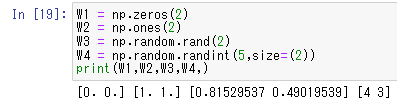 In [19]: W1 = np.zeros(2)
W2 = np.ones(2)
W3 = np.random.rand(2)
W4 = np.random.randint(5,size=(2))
print(W1,W2,W3,W4,)
[0. 0.] [1. 1.] [0.81529537 0.49019539] [4 3]